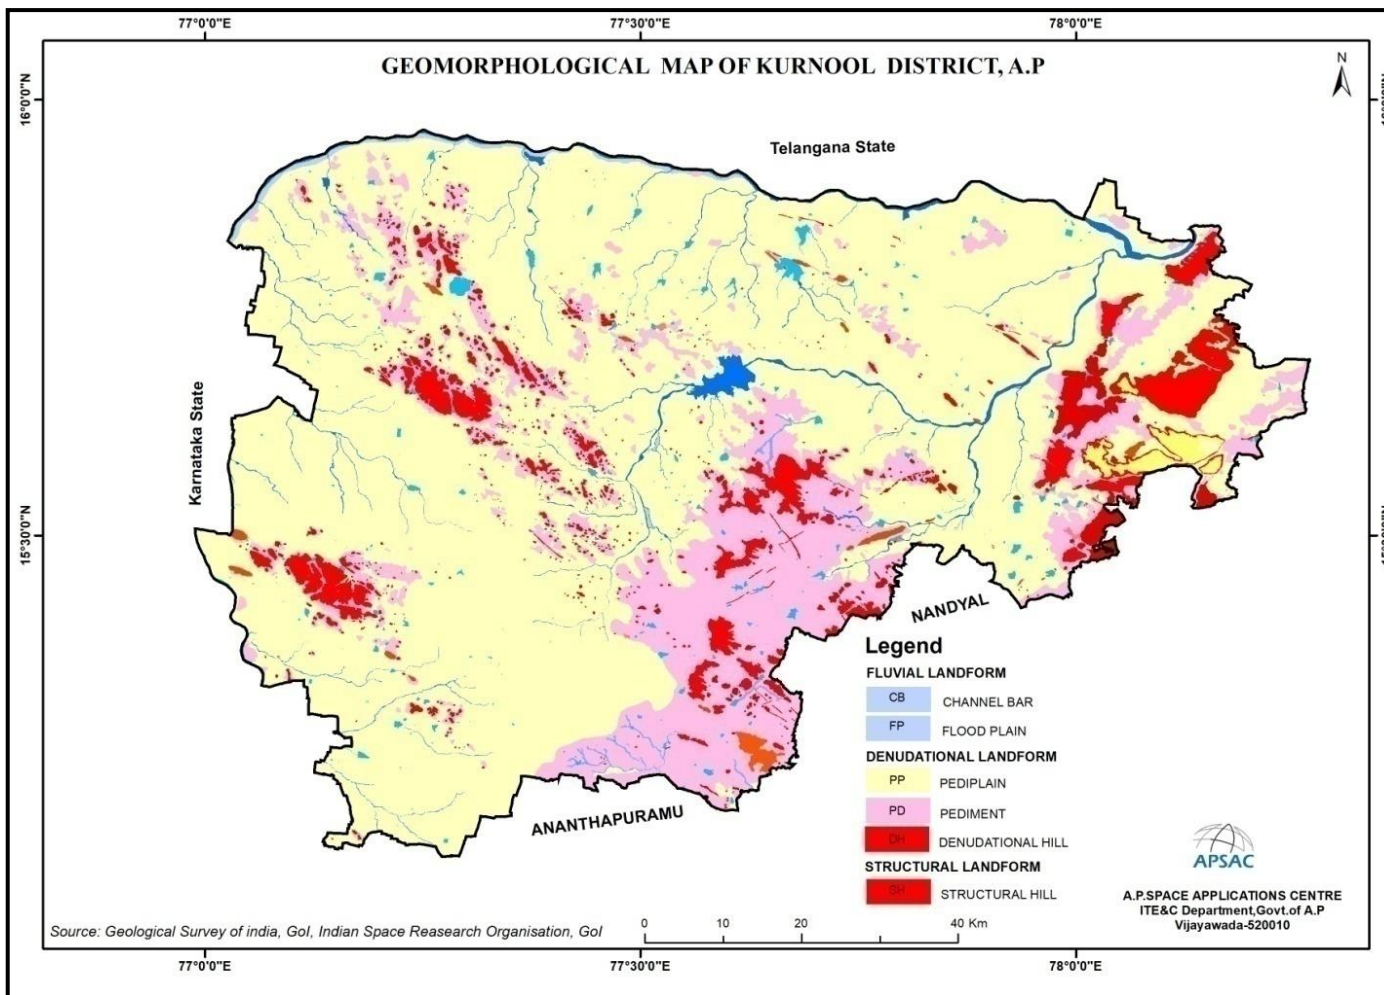 77°0'0"E 77°30'0"E 78°0'0"E
GEOMORPHOLOGICAL MAP OF KURNOOL DISTRICT, A.P
N
16°0'0"N
Telangana State
Karnataka State
15°30'0"N
NANDYAL
ANANTHAPURAMU
Legend
FLUVIAL LANDFORM
CB CHANNEL BAR
FP FLOOD PLAIN
DENUDATIONAL LANDFORM
PP PEDIPLAIN
PD PEDIMENT
DH DENUDATIONAL HILL
STRUCTURAL LANDFORM
SH STRUCTURAL HILL
APSAC
A.P.SPACE APPLICATIONS CENTRE
ITE&C Department,Govt.of A.P
Vijayawada-520010
0 10 20 40 Km
Source: Geological Survey of india, GoI, Indian Space Reasearch Organisation, GoI
77°0'0"E 77°30'0"E 78°0'0"E